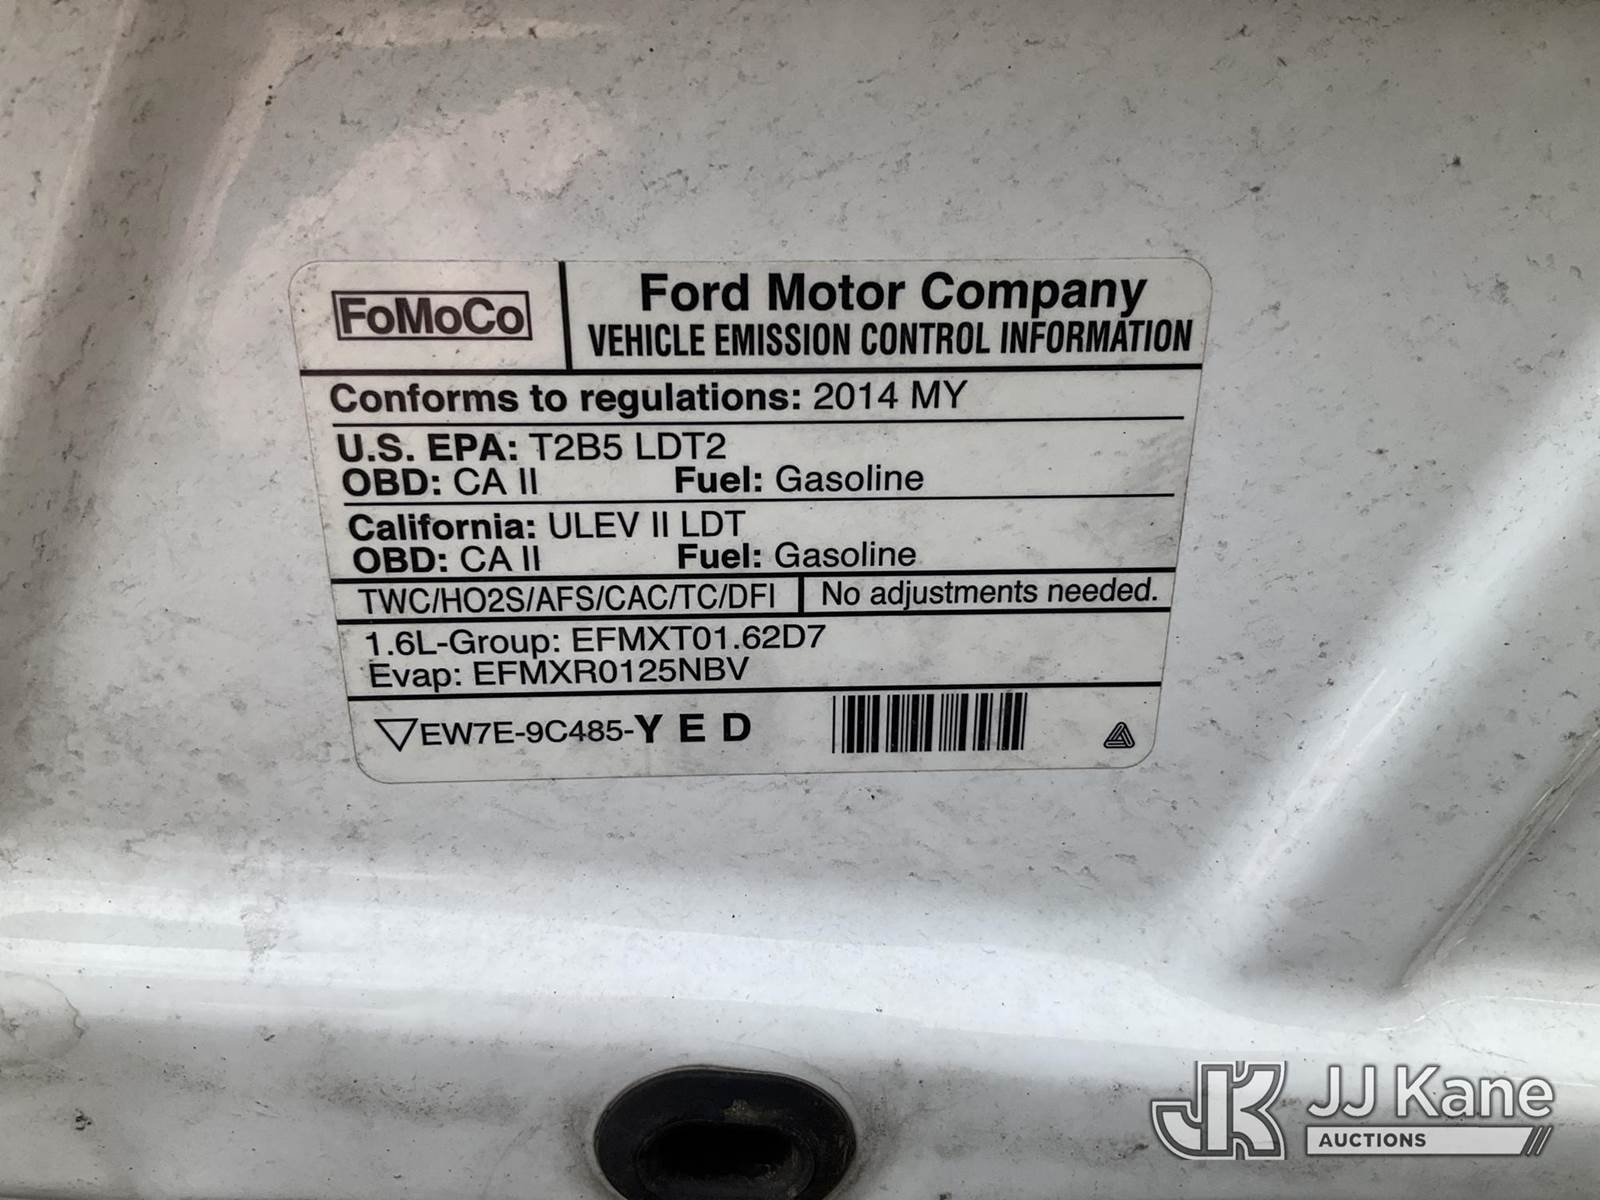 FoMoCo
Ford Motor Company
VEHICLE EMISSION CONTROL INFORMATION
Conforms to regulations: 2014 MY
U.S. EPA: T2B5 LDT2
OBD: CA II Fuel: Gasoline
California: ULEV II LDT
OBD: CA II Fuel: Gasoline
TWC/HO2S/AFS/CAC/TC/DFI No adjustments needed.
1.6L-Group: EFMXT01.62D7
Evap: EFMXR0125NBV
EW7E-9C485-Y E D
JK JJ Kane
AUCTIONS